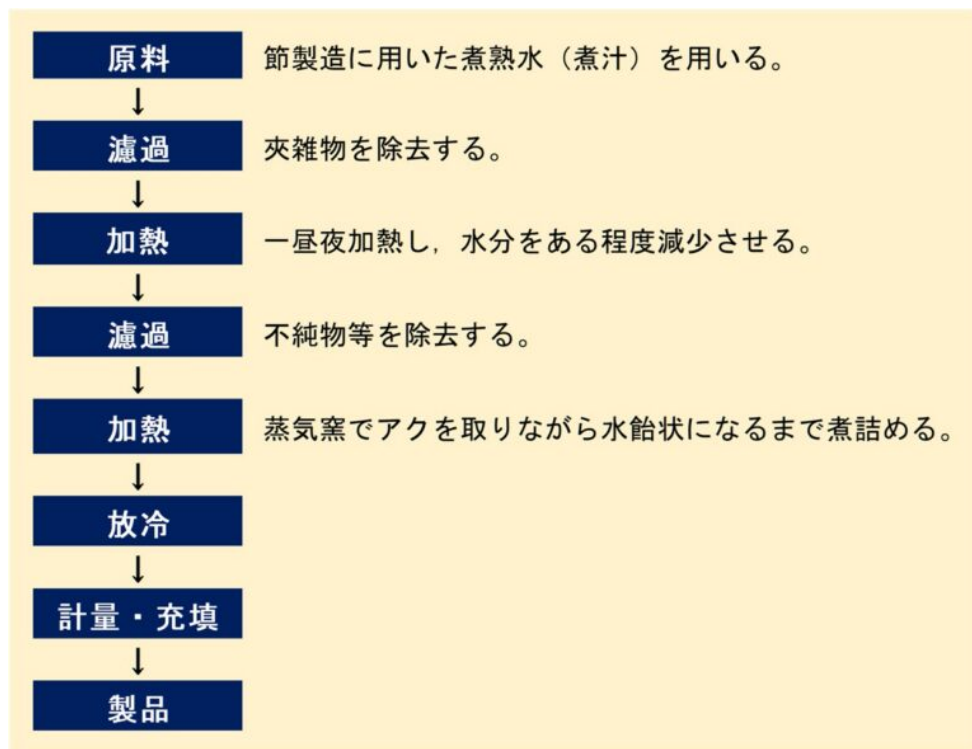 原料 節製造に用いた煮熟水（煮汁）を用いる。
↓
濾過 夾雑物を除去する。
↓
加熱 一昼夜加熱し，水分をある程度減少させる。
↓
濾過 不純物等を除去する。
↓
加熱 蒸気窯でアクを取りながら水飴状になるまで煮詰める。
↓
放冷
↓
計量・充填
↓
製品